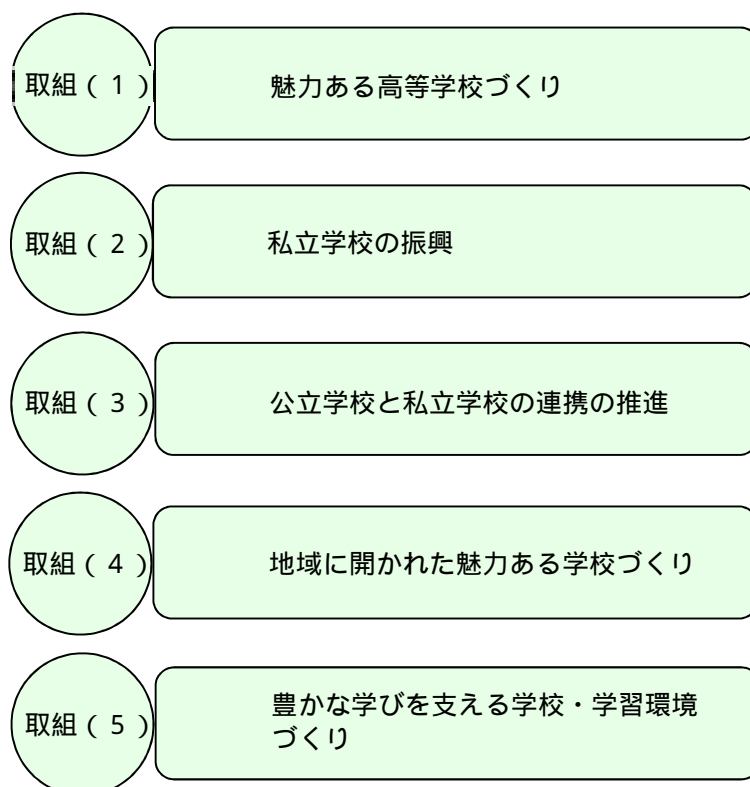 取組(1) 魅力ある高等学校づくり
取組(2) 私立学校の振興
取組(3) 公立学校と私立学校の連携の推進
取組(4) 地域に開かれた魅力ある学校づくり
取組(5) 豊かな学びを支える学校・学習環境
づくり